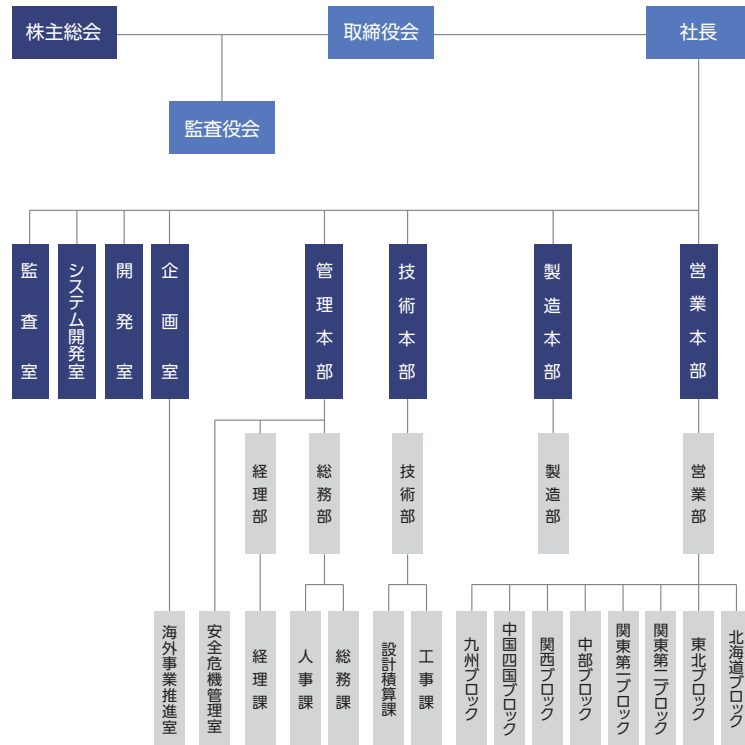 株主総会
取締役会
社長
監査役会
監査室
システム開発室
開発室
企画室
管理本部
技術本部
製造本部
営業本部
経理部
総務部
技術部
製造部
営業部
海外事業推進室
安全危機管理室
経理課
人事課
総務課
設計積算課
工事課
九州ブロック
中国四国ブロック
関西ブロック
中部ブロック
関東第一ブロック
関東第二ブロック
東北ブロック
北海道ブロック